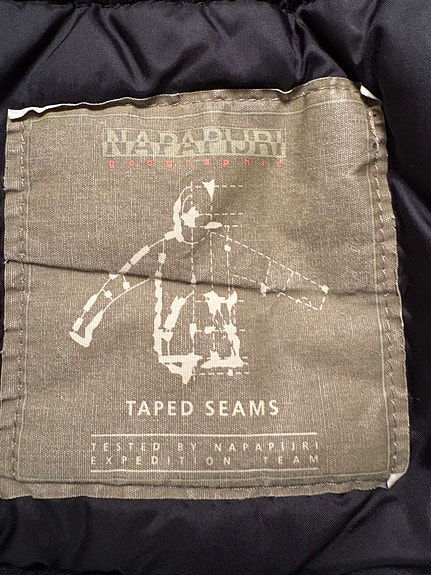 NAPAPIJRI
geographic
TAPED SEAMS
TESTED BY NAPAPIJRI
EXPEDITION TEAM